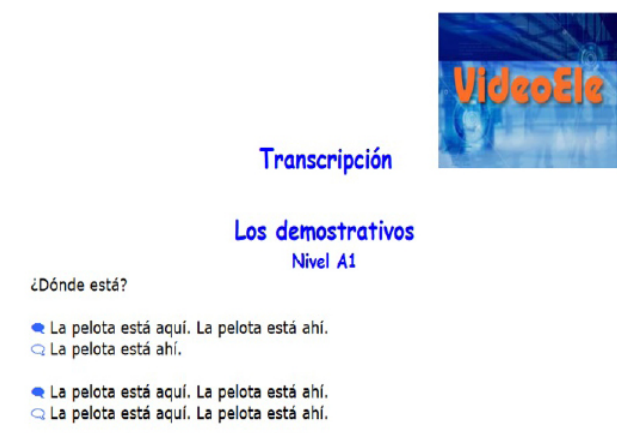 VideoEle
Transcripción
Los demostrativos
Nivel A1
¿Dónde está?
La pelota está aquí. La pelota está ahí.
La pelota está ahí.
La pelota está aquí. La pelota está ahí.
La pelota está aquí. La pelota está ahí.